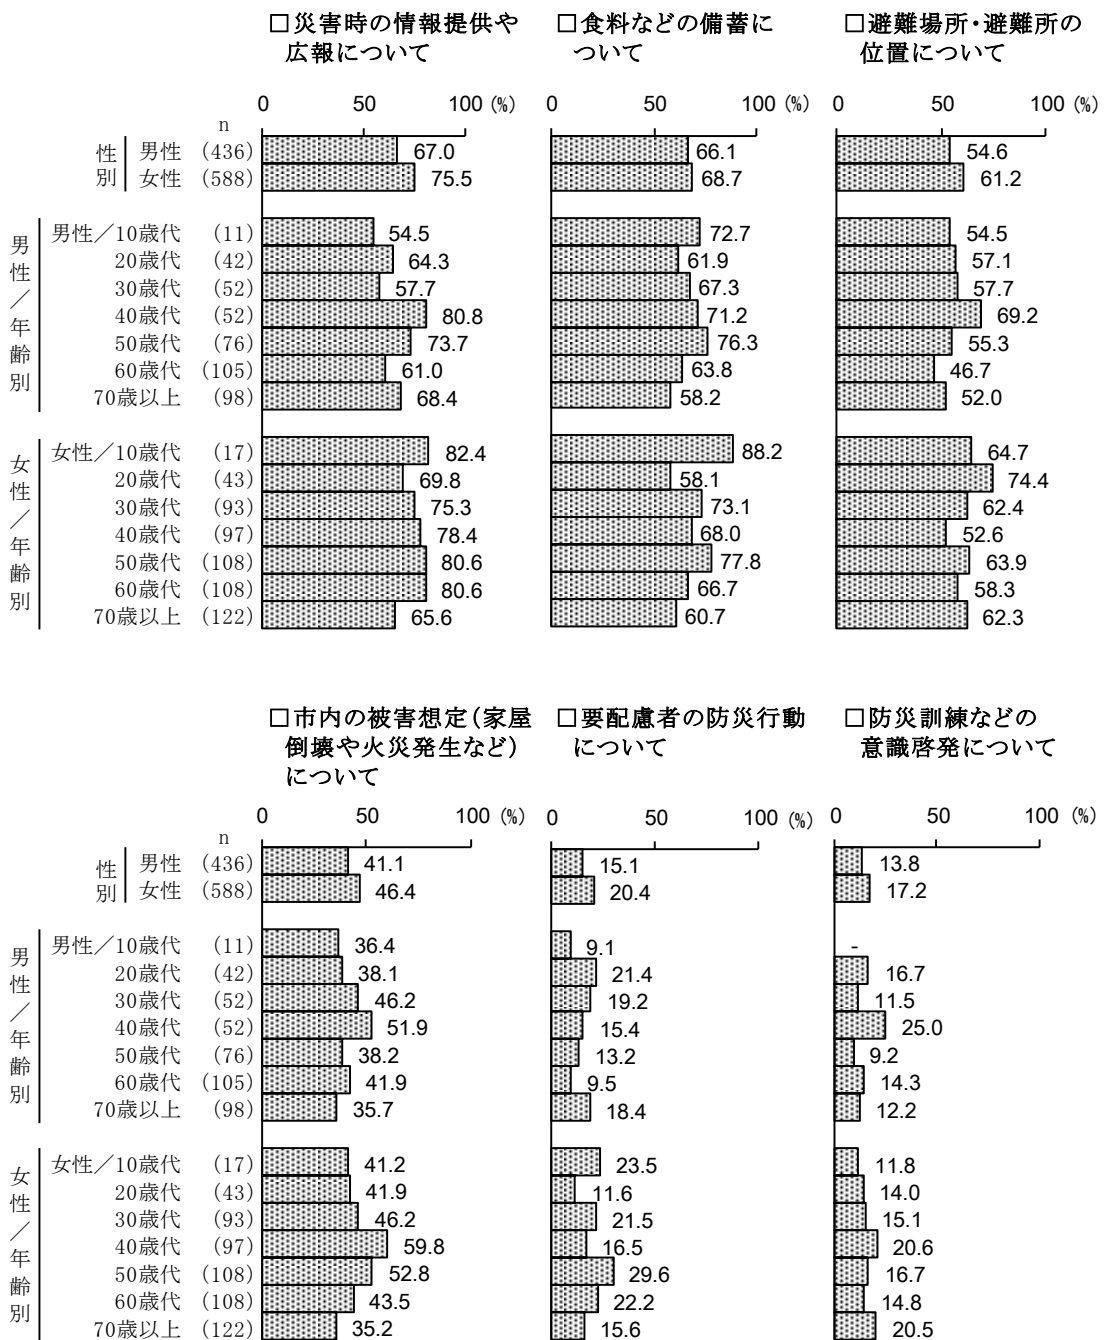 □災害時の情報提供や
広報について
□食料などの備蓄に
ついて
□避難場所・避難所の
位置について
0 50 100 (%) 0 50 100 (%) 0 50 100 (%)
n
性別
男性 (436) 67.0 66.1 54.6
女性 (588) 75.5 68.7 61.2
男性／年齢別
男性／10歳代 (11) 54.5 72.7 54.5
20歳代 (42) 64.3 61.9 57.1
30歳代 (52) 57.7 67.3 57.7
40歳代 (52) 80.8 71.2 69.2
50歳代 (76) 73.7 76.3 55.3
60歳代 (105) 61.0 63.8 46.7
70歳以上 (98) 68.4 58.2 52.0
女性／年齢別
女性／10歳代 (17) 82.4 88.2 64.7
20歳代 (43) 69.8 58.1 74.4
30歳代 (93) 75.3 73.1 62.4
40歳代 (97) 78.4 68.0 52.6
50歳代 (108) 80.6 77.8 63.9
60歳代 (108) 80.6 66.7 58.3
70歳以上 (122) 65.6 60.7 62.3
□市内の被害想定（家屋
倒壊や火災発生など）
について
□要配慮者の防災行動
について
□防災訓練などの
意識啓発について
0 50 100 (%) 0 50 100 (%) 0 50 100 (%)
n
性別
男性 (436) 41.1 15.1 13.8
女性 (588) 46.4 20.4 17.2
男性／年齢別
男性／10歳代 (11) 36.4 9.1 -
20歳代 (42) 38.1 21.4 16.7
30歳代 (52) 46.2 19.2 11.5
40歳代 (52) 51.9 15.4 25.0
50歳代 (76) 38.2 13.2 9.2
60歳代 (105) 41.9 9.5 14.3
70歳以上 (98) 35.7 18.4 12.2
女性／年齢別
女性／10歳代 (17) 41.2 23.5 11.8
20歳代 (43) 41.9 11.6 14.0
30歳代 (93) 46.2 21.5 15.1
40歳代 (97) 59.8 16.5 20.6
50歳代 (108) 52.8 29.6 16.7
60歳代 (108) 43.5 22.2 14.8
70歳以上 (122) 35.2 15.6 20.5